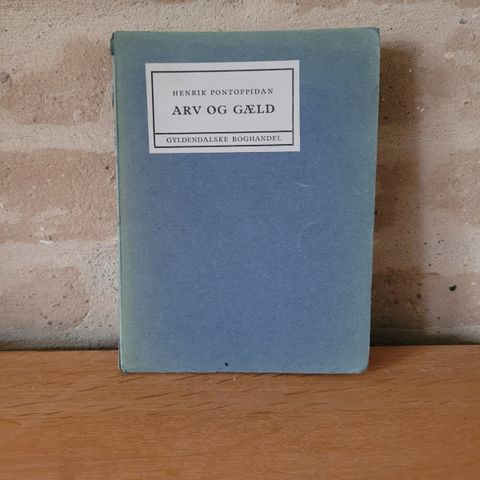 HENRIK PONTOPPIDAN
ARV OG GÆLD
GYLDENDALSKE BOGHANDEL